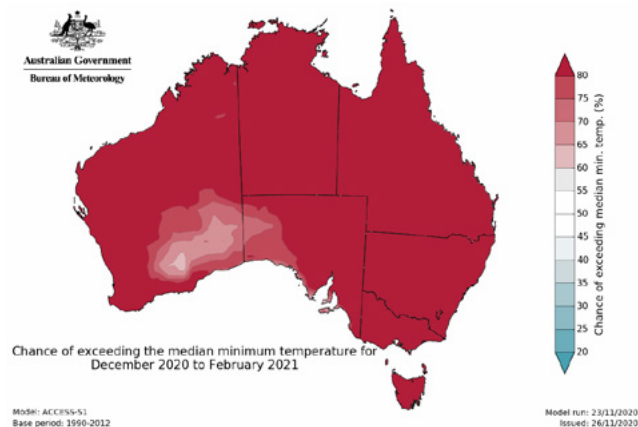 Australian Government
Bureau of Meteorology
80
75
70
65
60
55
50
45
40
35
30
25
20
Chance of exceeding median min. temp. (%)
Chance of exceeding the median minimum temperature for
December 2020 to February 2021
Model: ACCESS-S1
Base period: 1990-2012
Model run: 23/11/2020
Issued: 26/11/2020